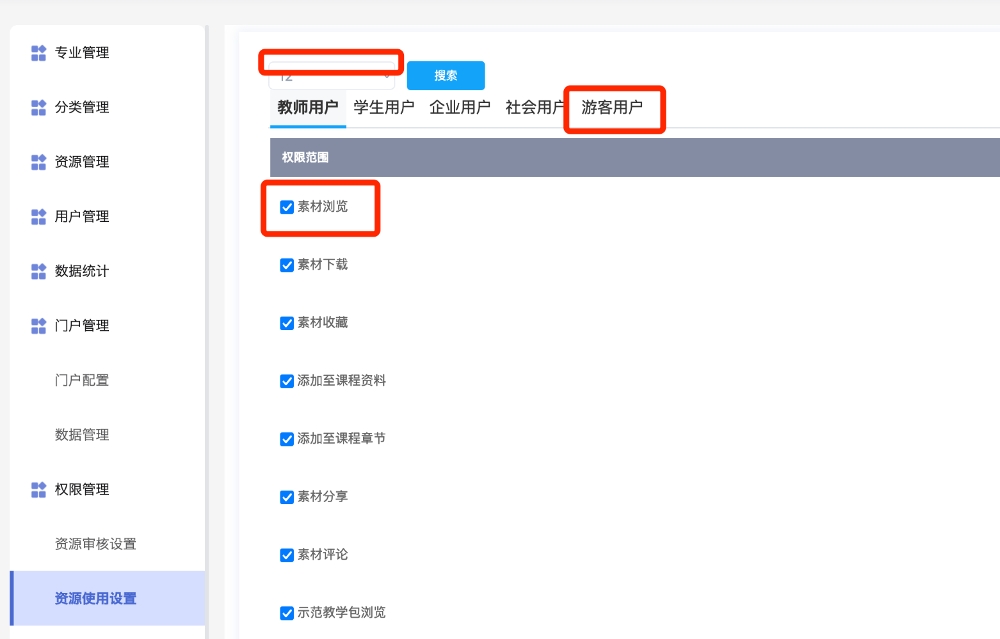 专业管理
分类管理
资源管理
用户管理
数据统计
门户管理
门户配置
数据管理
权限管理
资源审核设置
资源使用设置
搜索
教师用户 学生用户 企业用户 社会用户 游客用户
权限范围
素材浏览
素材下载
素材收藏
添加至课程资料
添加至课程章节
素材分享
素材评论
示范教学包浏览